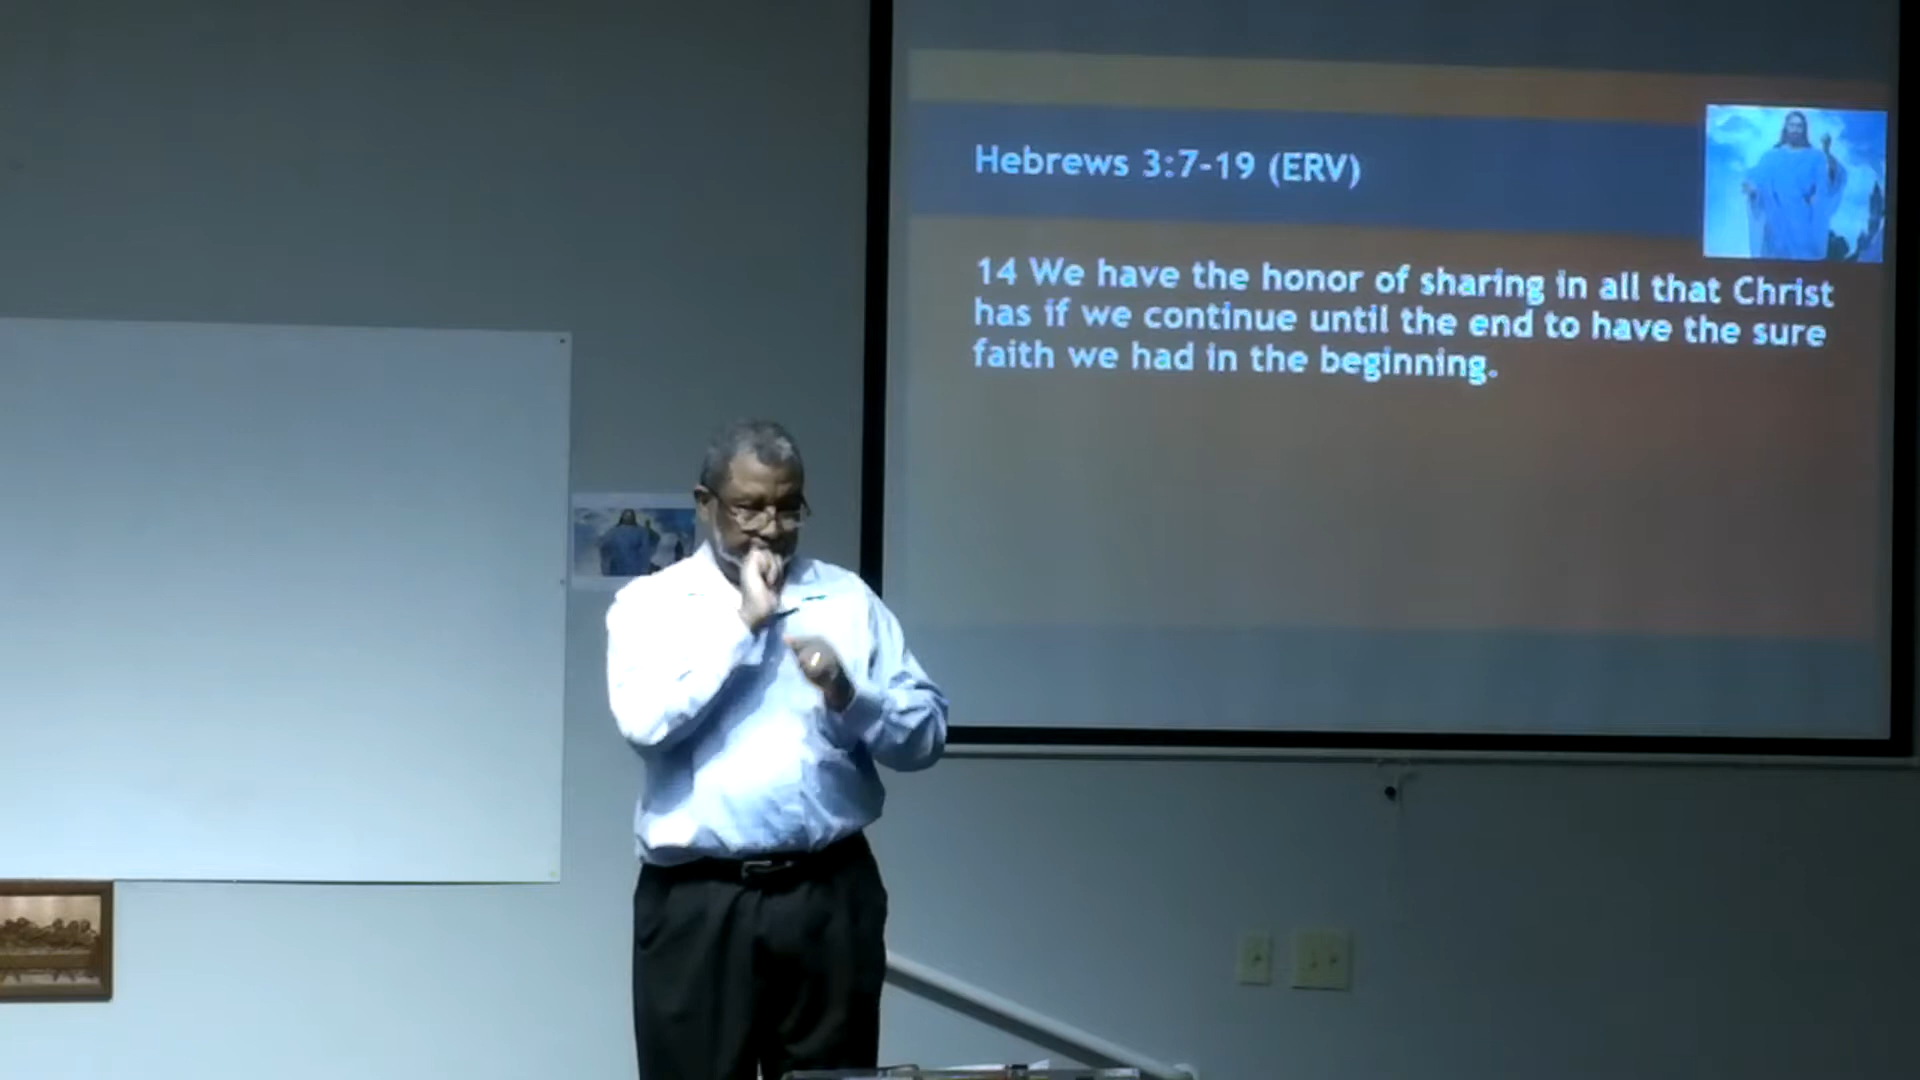 Hebrews 3:7-19 (ERV)
14 We have the honor of sharing in all that Christ
has if we continue until the end to have the sure
faith we had in the beginning.